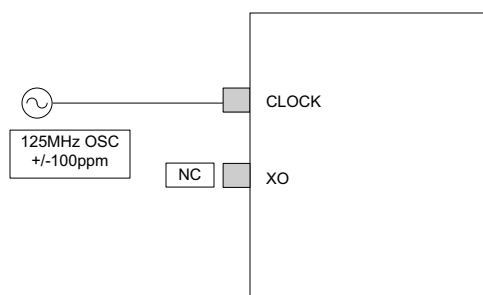 CLOCK
125MHz OSC
+/-100ppm
NC
XO